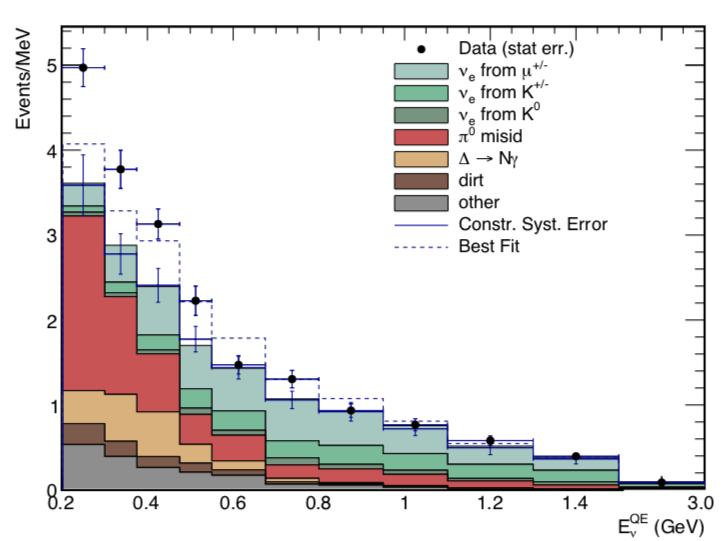 Events/MeV
5
4
3
2
1
0
Data (stat err.)
νe from μ+/-
νe from K+/-
νe from K0
π0 misid
Δ → Nγ
dirt
other
Constr. Syst. Error
Best Fit
0.2 0.4 0.6 0.8 1 1.2 1.4 3.0
EνQE (GeV)